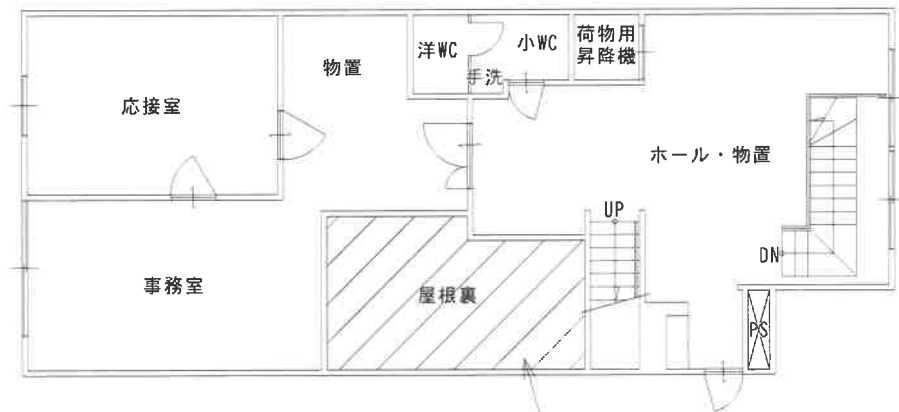 洋WC
小WC
荷物用
昇降機
物置
手洗
応接室
ホール・物置
UP
DN
事務室
屋根裏
PS